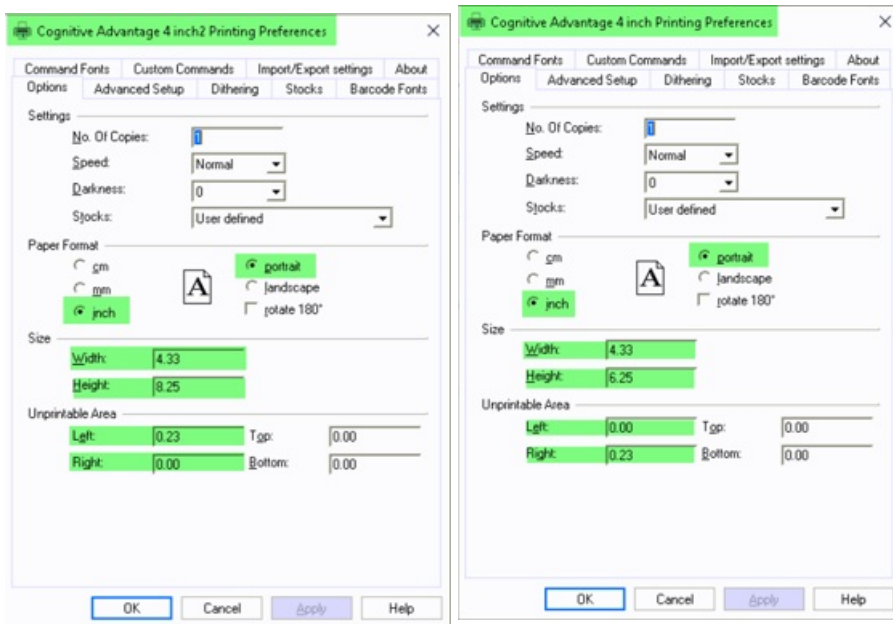 Cognitive Advantage 4 inch2 Printing Preferences
Command Fonts Custom Commands Import/Export settings About
Options Advanced Setup Dithering Stocks Barcode Fonts
Settings
No. Of Copies: 1
Speed: Normal
Darkness: 0
Stocks: User defined
Paper Format
cm
mm
inch
A
portrait
landscape
rotate 180°
Size
Width: 4.33
Height: 8.25
Unprintable Area
Left: 0.23 Top: 0.00
Right: 0.00 Bottom: 0.00
OK Cancel Apply Help
Cognitive Advantage 4 inch Printing Preferences
Command Fonts Custom Commands Import/Export settings About
Options Advanced Setup Dithering Stocks Barcode Fonts
Settings
No. Of Copies: 1
Speed: Normal
Darkness: 0
Stocks: User defined
Paper Format
cm
mm
inch
A
portrait
landscape
rotate 180°
Size
Width: 4.33
Height: 6.25
Unprintable Area
Left: 0.00 Top: 0.00
Right: 0.23 Bottom: 0.00
OK Cancel Apply Help